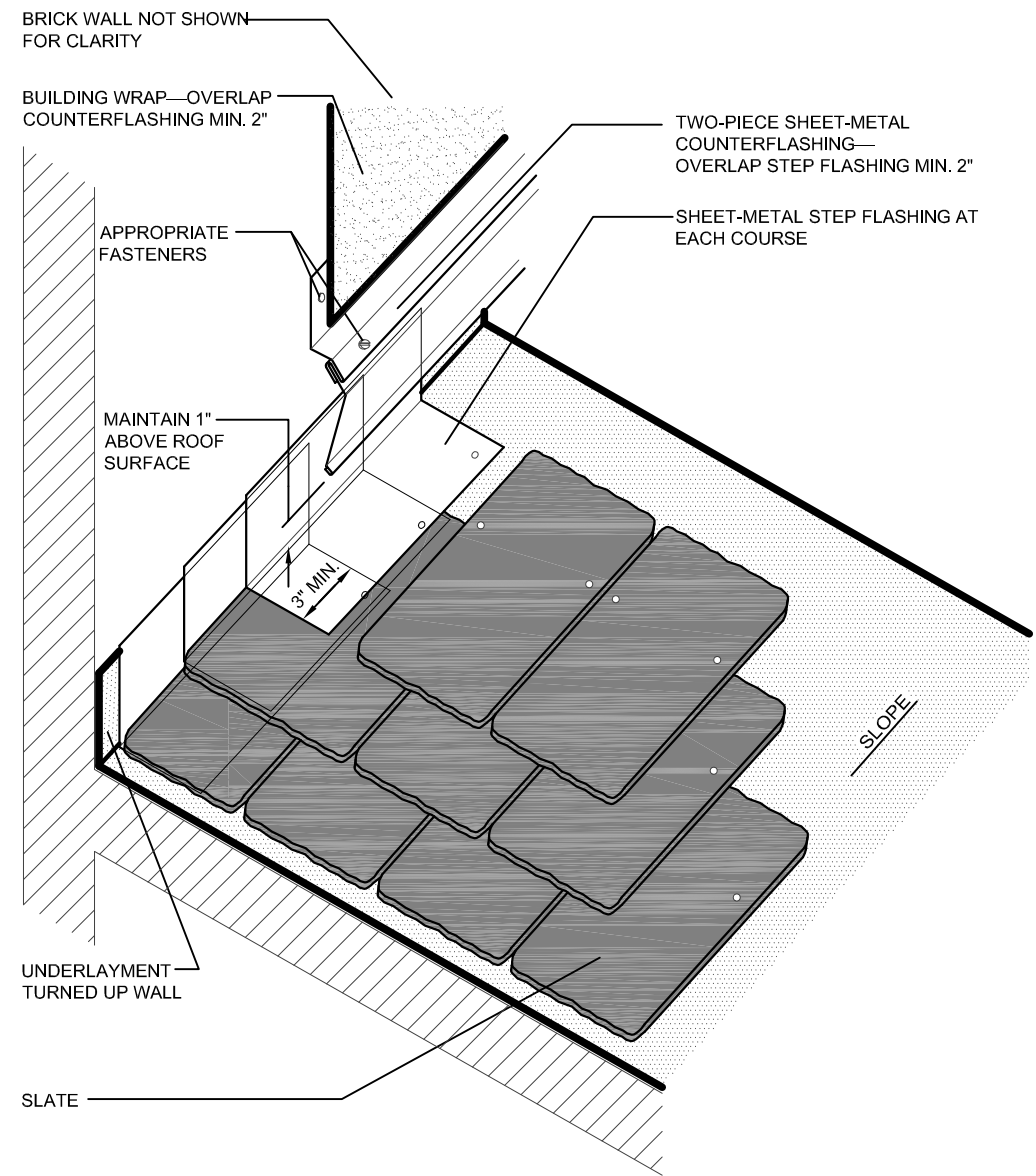 BRICK WALL NOT SHOWN
FOR CLARITY
BUILDING WRAP—OVERLAP
COUNTERFLASHING MIN. 2"
TWO-PIECE SHEET-METAL
COUNTERFLASHING—
OVERLAP STEP FLASHING MIN. 2"
SHEET-METAL STEP FLASHING AT
EACH COURSE
APPROPRIATE
FASTENERS
MAINTAIN 1"
ABOVE ROOF
SURFACE
3" MIN.
SLOPE
UNDERLAYMENT
TURNED UP WALL
SLATE